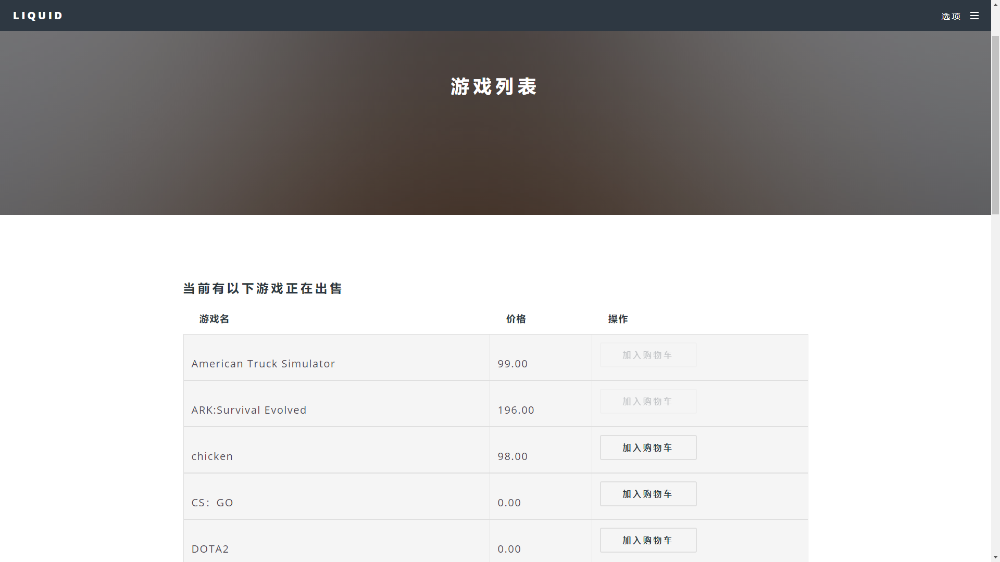 LIQUID
选项
游戏列表
当前有以下游戏正在出售
游戏名 价格 操作
American Truck Simulator 99.00 加入购物车
ARK:Survival Evolved 196.00 加入购物车
chicken 98.00 加入购物车
CS：GO 0.00 加入购物车
DOTA2 0.00 加入购物车